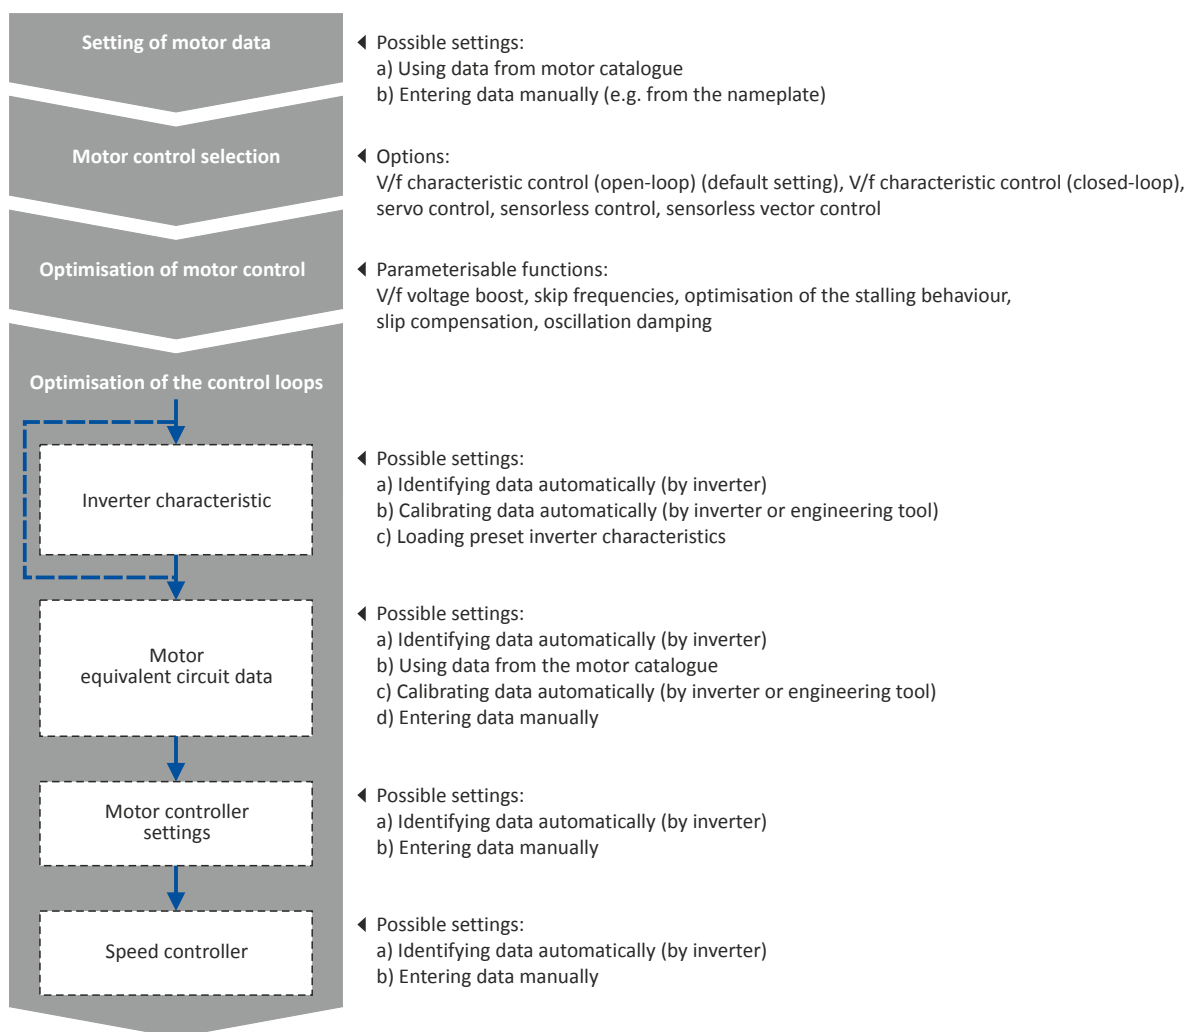 Setting of motor data
Possible settings:
a) Using data from motor catalogue
b) Entering data manually (e.g. from the nameplate)
Motor control selection
Options:
V/f characteristic control (open-loop) (default setting), V/f characteristic control (closed-loop),
servo control, sensorless control, sensorless vector control
Optimisation of motor control
Parameterisable functions:
V/f voltage boost, skip frequencies, optimisation of the stalling behaviour,
slip compensation, oscillation damping
Optimisation of the control loops
Inverter characteristic
Possible settings:
a) Identifying data automatically (by inverter)
b) Calibrating data automatically (by inverter or engineering tool)
c) Loading preset inverter characteristics
Motor
equivalent circuit data
Possible settings:
a) Identifying data automatically (by inverter)
b) Using data from the motor catalogue
c) Calibrating data automatically (by inverter or engineering tool)
d) Entering data manually
Motor controller
settings
Possible settings:
a) Identifying data automatically (by inverter)
b) Entering data manually
Speed controller
Possible settings:
a) Identifying data automatically (by inverter)
b) Entering data manually